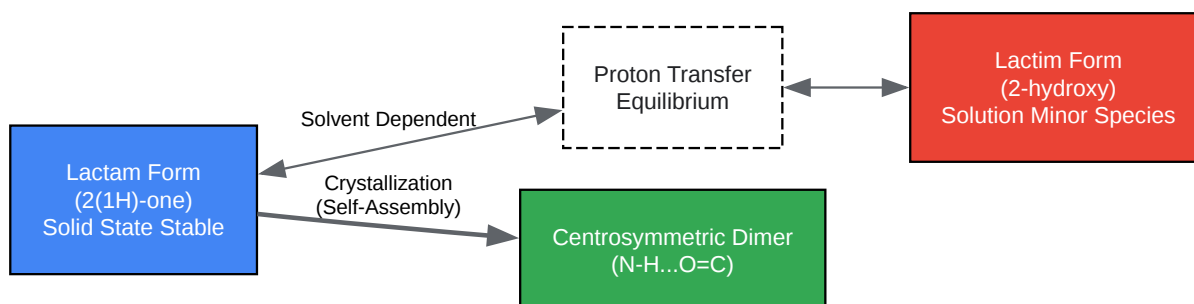 Lactam Form
(2(1H)-one)
Solid State Stable
Solvent Dependent
Proton Transfer
Equilibrium
Lactim Form
(2-hydroxy)
Solution Minor Species
Crystallization
(Self-Assembly)
Centrosymmetric Dimer
(N-H...O=C)